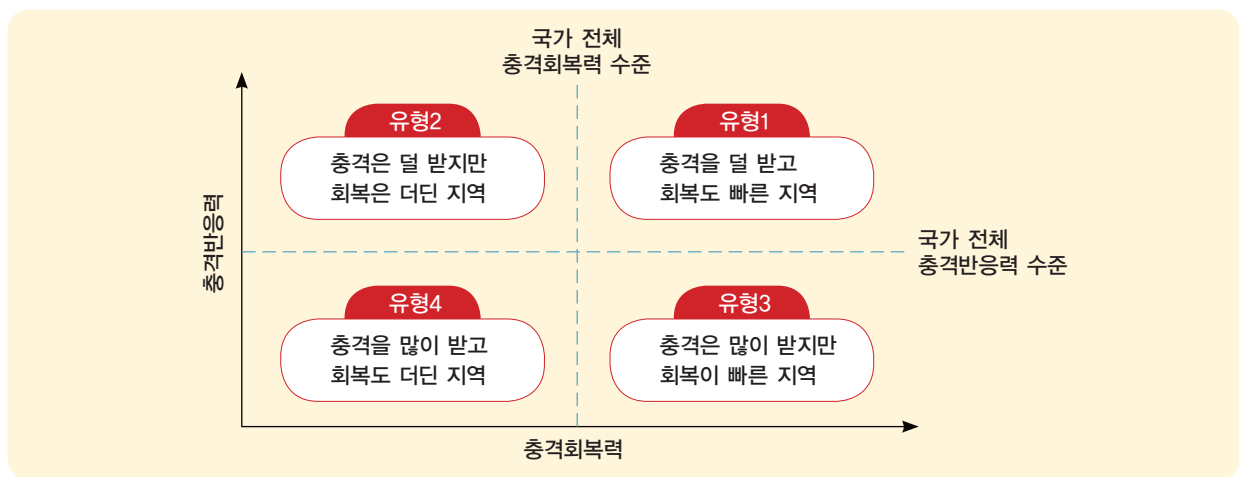 국가 전체
충격회복력 수준
유형2
충격은 덜 받지만
회복은 더딘 지역
유형1
충격을 덜 받고
회복도 빠른 지역
충격반응력
국가 전체
충격반응력 수준
유형4
충격을 많이 받고
회복도 더딘 지역
유형3
충격은 많이 받지만
회복이 빠른 지역
충격회복력